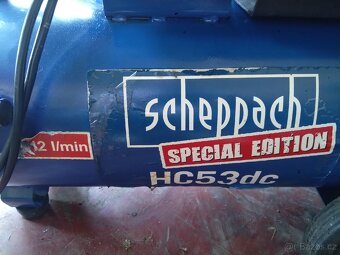 scheppach
SPECIAL EDITION
12 l/min
HC53dc